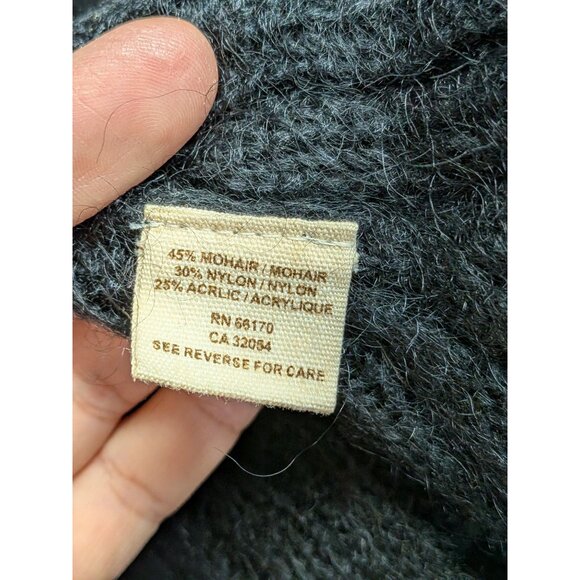 45% MOHAIR / MOHAIR
30% NYLON / NYLON
25% ACRLIC / ACRYLIQUE
RN 66170
CA 32054
SEE REVERSE FOR CARE